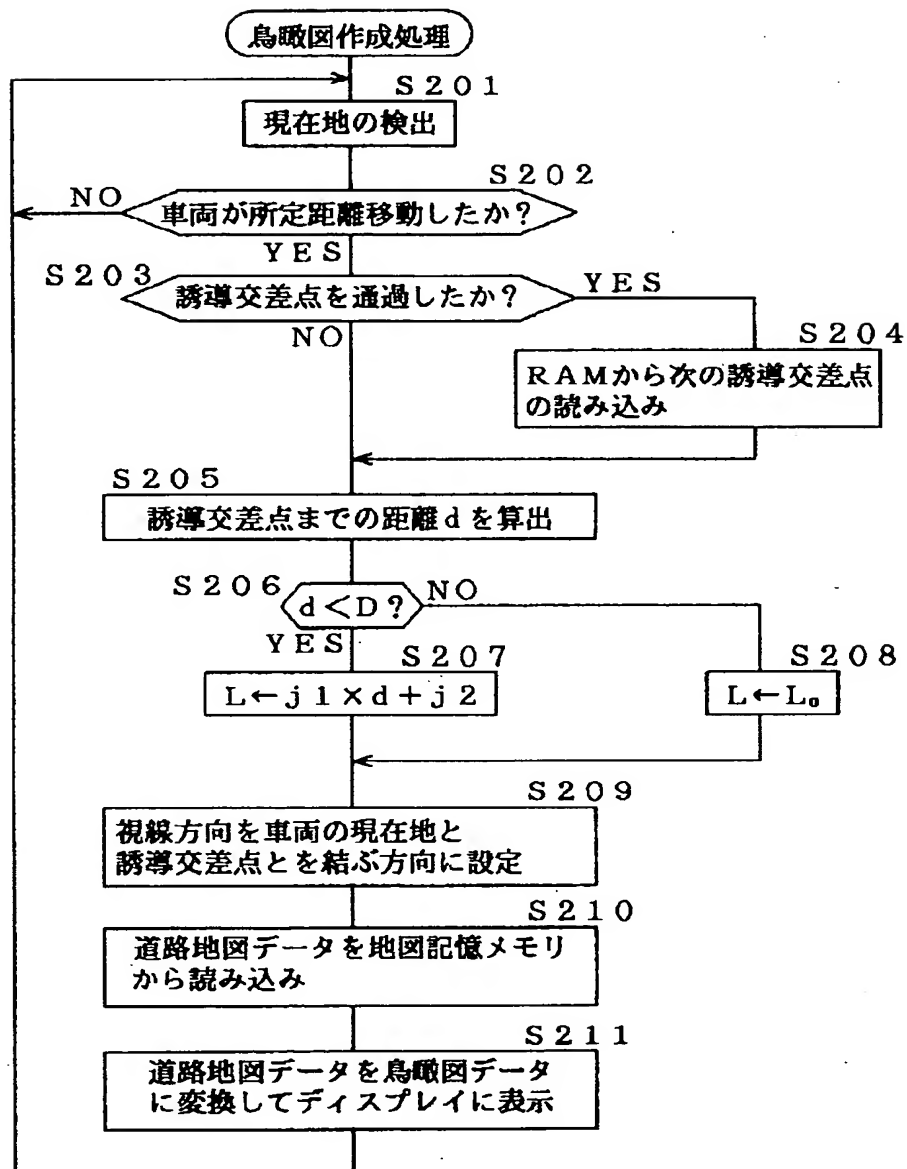 鳥瞰図作成処理
S201
現在地の検出
S202
NO
車両が所定距離移動したか?
YES
S203
誘導交差点を通過したか?
YES
NO
S204
RAMから次の誘導交差点
の読み込み
S205
誘導交差点までの距離dを算出
S206
d<D?
NO
YES
S207
L←j1×d+j2
S208
L←L₀
S209
視線方向を車両の現在地と
誘導交差点とを結ぶ方向に設定
S210
道路地図データを地図記憶メモリ
から読み込み
S211
道路地図データを鳥瞰図データ
に変換してディスプレイに表示